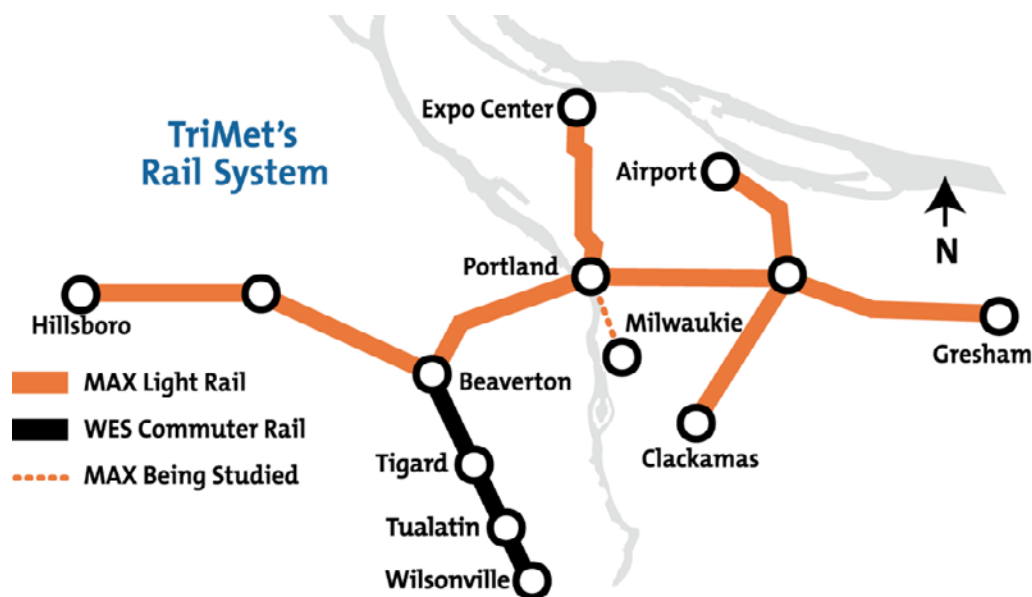 TriMet's
Rail System
Expo Center
Airport
N
Portland
Milwaukie
Hillsboro
Gresham
Beaverton
Clackamas
Tigard
Tualatin
Wilsonville
MAX Light Rail
WES Commuter Rail
MAX Being Studied